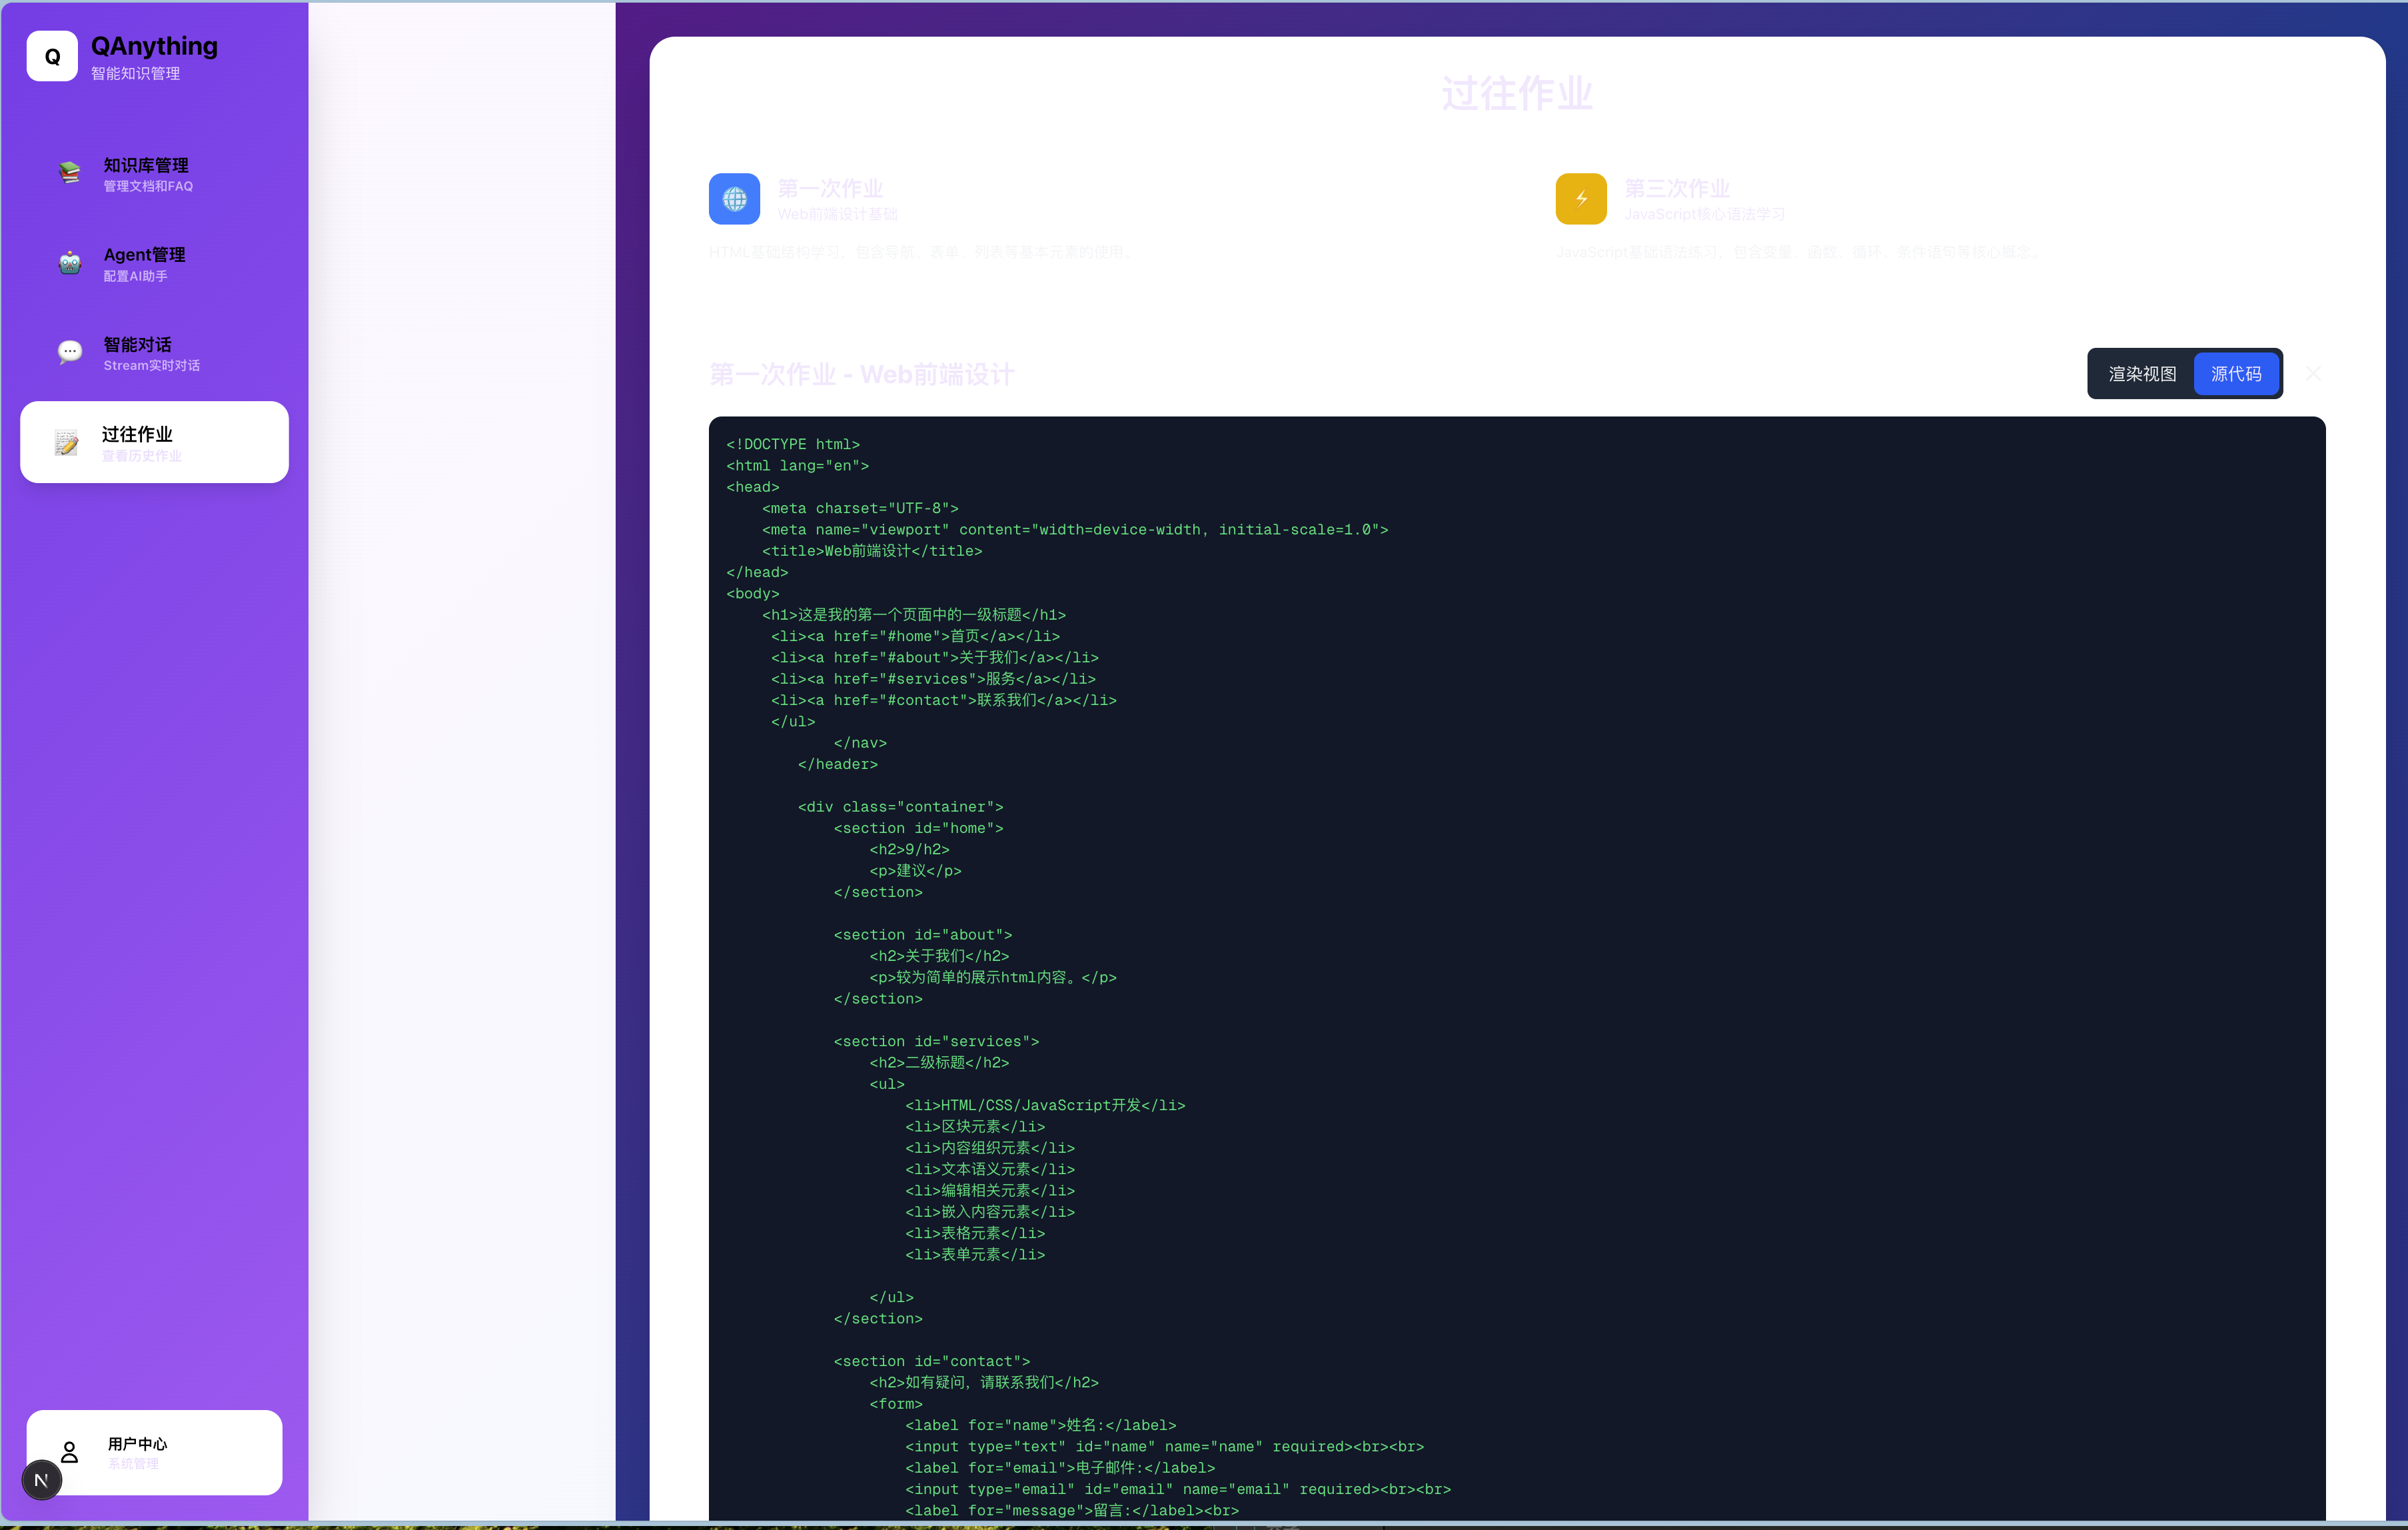 Q
QAnything
智能知识管理
知识库管理
管理文档和FAQ
Agent管理
配置AI助手
智能对话
Stream实时对话
过往作业
查看历史作业
用户中心
系统管理
N
过往作业
第一次作业
Web前端设计基础
HTML基础结构学习，包含导航、表单、列表等基本元素的使用。
第三次作业
JavaScript核心语法学习
JavaScript基础语法练习，包含变量、函数、循环、条件语句等核心概念。
第一次作业 - Web前端设计
渲染视图
源代码
<!DOCTYPE html>
<html lang="en">
<head>
    <meta charset="UTF-8">
    <meta name="viewport" content="width=device-width, initial-scale=1.0">
    <title>Web前端设计</title>
</head>
<body>
    <h1>这是我的第一个页面中的一级标题</h1>
     <li><a href="#home">首页</a></li>
     <li><a href="#about">关于我们</a></li>
     <li><a href="#services">服务</a></li>
     <li><a href="#contact">联系我们</a></li>
     </ul>
            </nav>
        </header>
        <div class="container">
            <section id="home">
                <h2>9/h2>
                <p>建议</p>
            </section>
            <section id="about">
                <h2>关于我们</h2>
                <p>较为简单的展示html内容。</p>
            </section>
            <section id="services">
                <h2>二级标题</h2>
                <ul>
                    <li>HTML/CSS/JavaScript开发</li>
                    <li>区块元素</li>
                    <li>内容组织元素</li>
                    <li>文本语义元素</li>
                    <li>编辑相关元素</li>
                    <li>嵌入内容元素</li>
                    <li>表格元素</li>
                    <li>表单元素</li>
                </ul>
            </section>
            <section id="contact">
                <h2>如有疑问，请联系我们</h2>
                <form>
                    <label for="name">姓名:</label>
                    <input type="text" id="name" name="name" required><br><br>
                    <label for="email">电子邮件:</label>
                    <input type="email" id="email" name="email" required><br><br>
                    <label for="message">留言:</label><br>